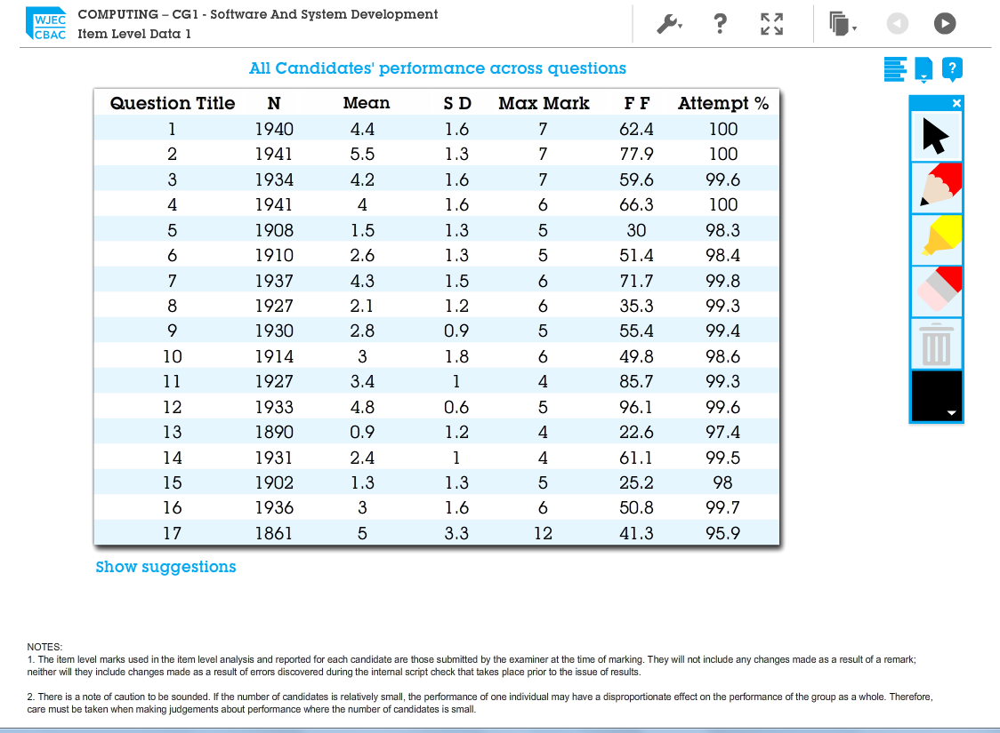 WJEC
CBAC
COMPUTING – CG1 - Software And System Development
Item Level Data 1
?
?
All Candidates' performance across questions
Question Title N Mean S D Max Mark F F Attempt %
1 1940 4.4 1.6 7 62.4 100
2 1941 5.5 1.3 7 77.9 100
3 1934 4.2 1.6 7 59.6 99.6
4 1941 4 1.6 6 66.3 100
5 1908 1.5 1.3 5 30 98.3
6 1910 2.6 1.3 5 51.4 98.4
7 1937 4.3 1.5 6 71.7 99.8
8 1927 2.1 1.2 6 35.3 99.3
9 1930 2.8 0.9 5 55.4 99.4
10 1914 3 1.8 6 49.8 98.6
11 1927 3.4 1 4 85.7 99.3
12 1933 4.8 0.6 5 96.1 99.6
13 1890 0.9 1.2 4 22.6 97.4
14 1931 2.4 1 4 61.1 99.5
15 1902 1.3 1.3 5 25.2 98
16 1936 3 1.6 6 50.8 99.7
17 1861 5 3.3 12 41.3 95.9
Show suggestions
NOTES:
1. The item level marks used in the item level analysis and reported for each candidate are those submitted by the examiner at the time of marking. They will not include any changes made as a result of a remark;
neither will they include changes made as a result of errors discovered during the internal script check that takes place prior to the issue of results.
2. There is a note of caution to be sounded. If the number of candidates is relatively small, the performance of one individual may have a disproportionate effect on the performance of the group as a whole. Therefore,
care must be taken when making judgements about performance where the number of candidates is small.